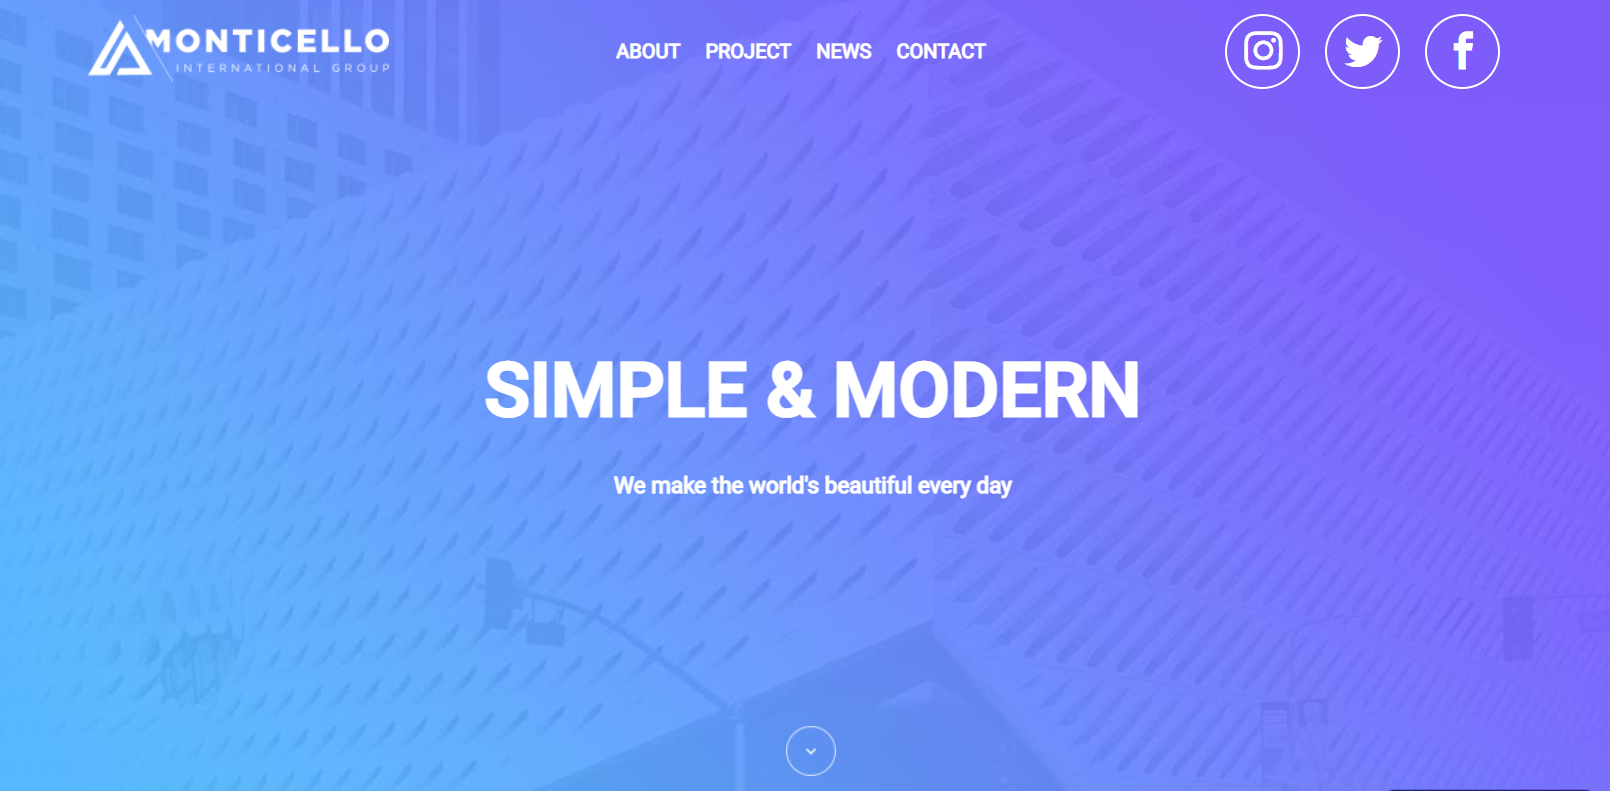 MONTICELLO
INTERNATIONAL GROUP
ABOUT PROJECT NEWS CONTACT
SIMPLE & MODERN
We make the world's beautiful every day